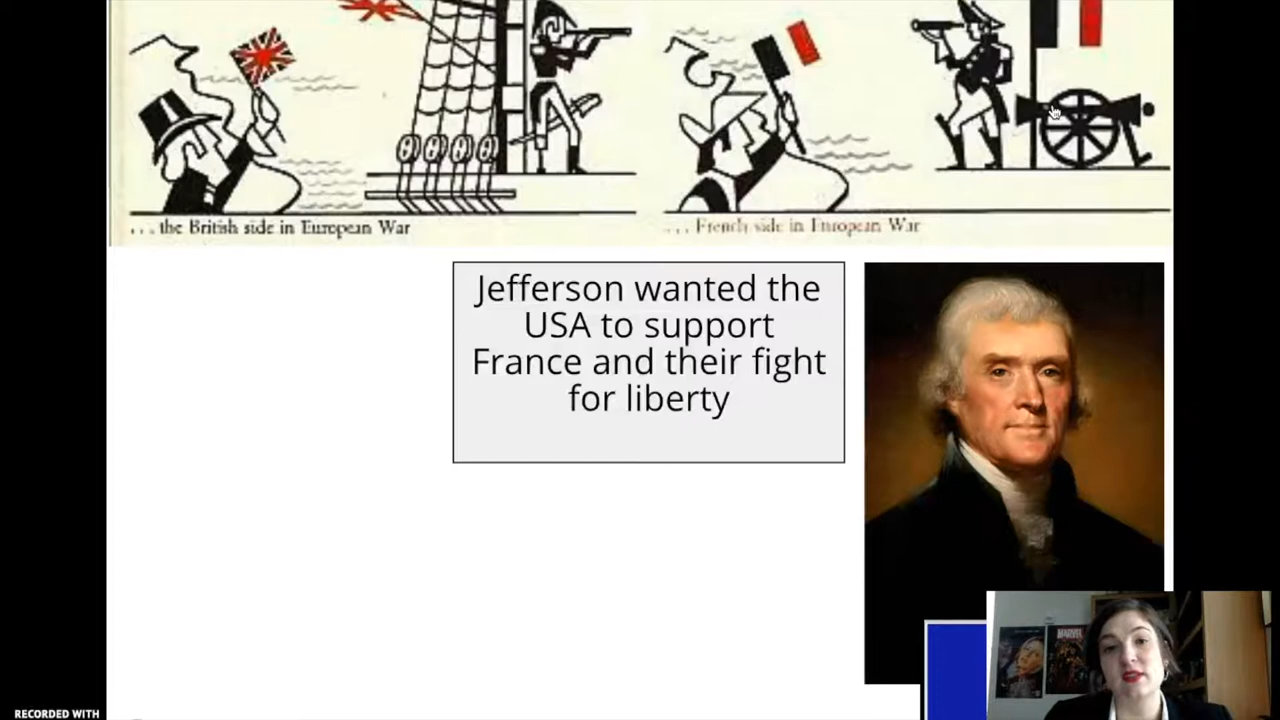 ...the British side in European War
... French side in European War
Jefferson wanted the
USA to support
France and their fight
for liberty
MARVEL
RECORDED WITH